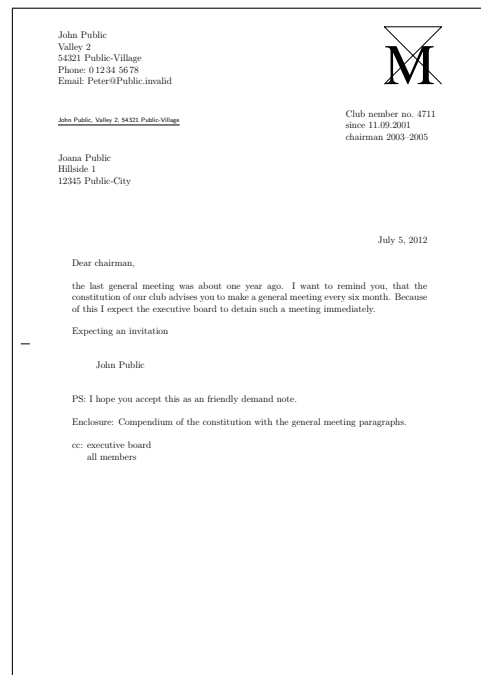 John Public
Valley 2
54321 Public-Village
Phone: 0 12 34 56 78
Email: Peter@Public.invalid
M
John Public, Valley 2, 54321 Public-Village
Club nember no. 4711
since 11.09.2001
chairman 2003–2005
Joana Public
Hillside 1
12345 Public-City
July 5, 2012
Dear chairman,
the last general meeting was about one year ago. I want to remind you, that the
constitution of our club advises you to make a general meeting every six month. Because
of this I expect the executive board to detain such a meeting immediately.
Expecting an invitation
John Public
PS: I hope you accept this as an friendly demand note.
Enclosure: Compendium of the constitution with the general meeting paragraphs.
cc: executive board
all members